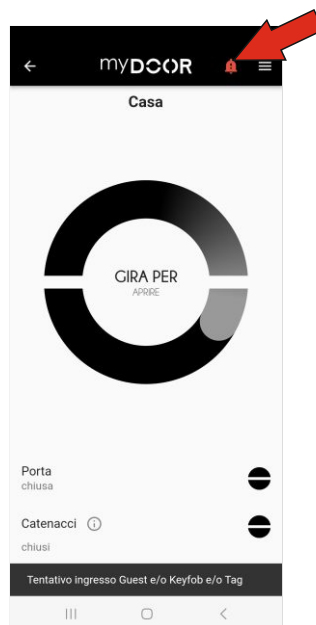 myDOOR
Casa
GIRA PER
APRIRE
Porta
chiusa
Catenacci
chiusi
Tentativo ingresso Guest e/o Keyfob e/o Tag